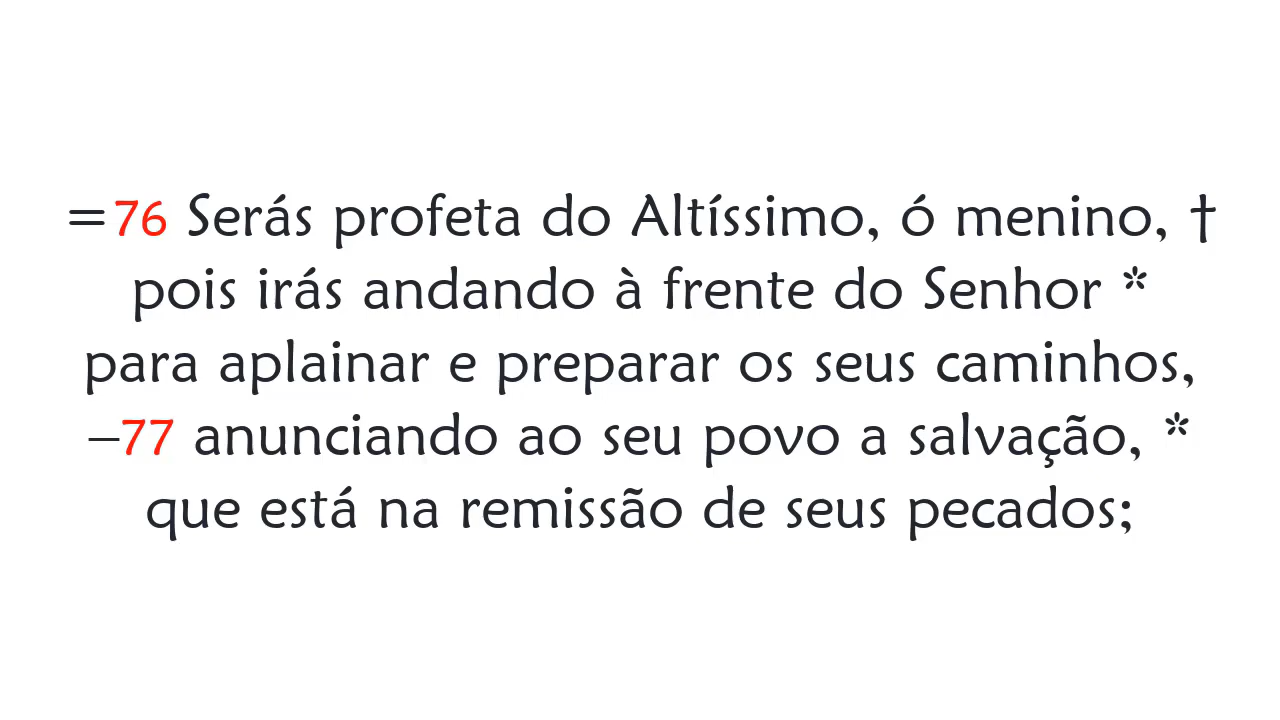 =76 Serás profeta do Altíssimo, ó menino, †
pois irás andando à frente do Senhor *
para aplainar e preparar os seus caminhos,
–77 anunciando ao seu povo a salvação, *
que está na remissão de seus pecados;